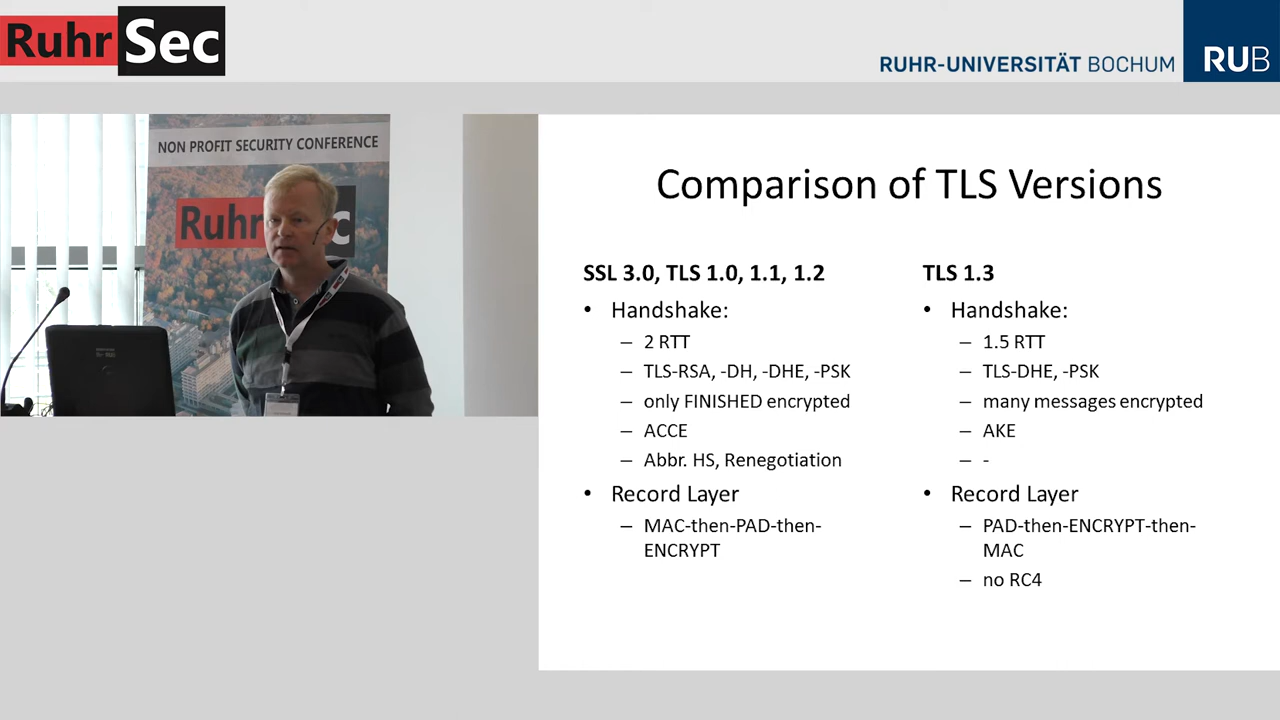 RuhrSec
RUHR-UNIVERSITÄT BOCHUM
RUB
NON PROFIT SECURITY CONFERENCE
Ruhr
c
Comparison of TLS Versions
SSL 3.0, TLS 1.0, 1.1, 1.2
• Handshake:
– 2 RTT
– TLS-RSA, -DH, -DHE, -PSK
– only FINISHED encrypted
– ACCE
– Abbr. HS, Renegotiation
• Record Layer
– MAC-then-PAD-then-
ENCRYPT
TLS 1.3
• Handshake:
– 1.5 RTT
– TLS-DHE, -PSK
– many messages encrypted
– AKE
– -
• Record Layer
– PAD-then-ENCRYPT-then-
MAC
– no RC4